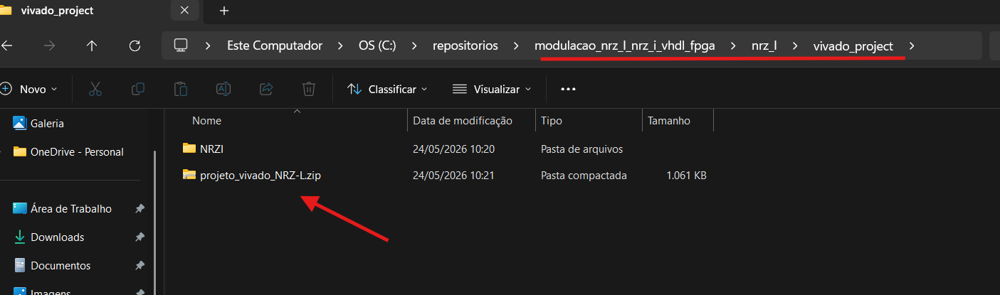 vivado_project
Este Computador > OS (C:) > repositorios > modulacao_nrz_l_nrz_i_vhdl_fpga > nrz_l > vivado_project >
Novo Classificar Visualizar
Galeria
OneDrive - Personal
Área de Trabalho
Downloads
Documentos
Imagens
Nome Data de modificação Tipo Tamanho
NRZI 24/05/2026 10:20 Pasta de arquivos
projeto_vivado_NRZ-L.zip 24/05/2026 10:21 Pasta compactada 1.061 KB